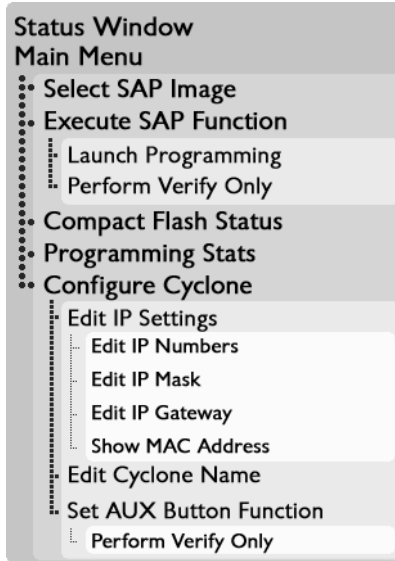 Status Window
Main Menu
Select SAP Image
Execute SAP Function
Launch Programming
Perform Verify Only
Compact Flash Status
Programming Stats
Configure Cyclone
Edit IP Settings
Edit IP Numbers
Edit IP Mask
Edit IP Gateway
Show MAC Address
Edit Cyclone Name
Set AUX Button Function
Perform Verify Only